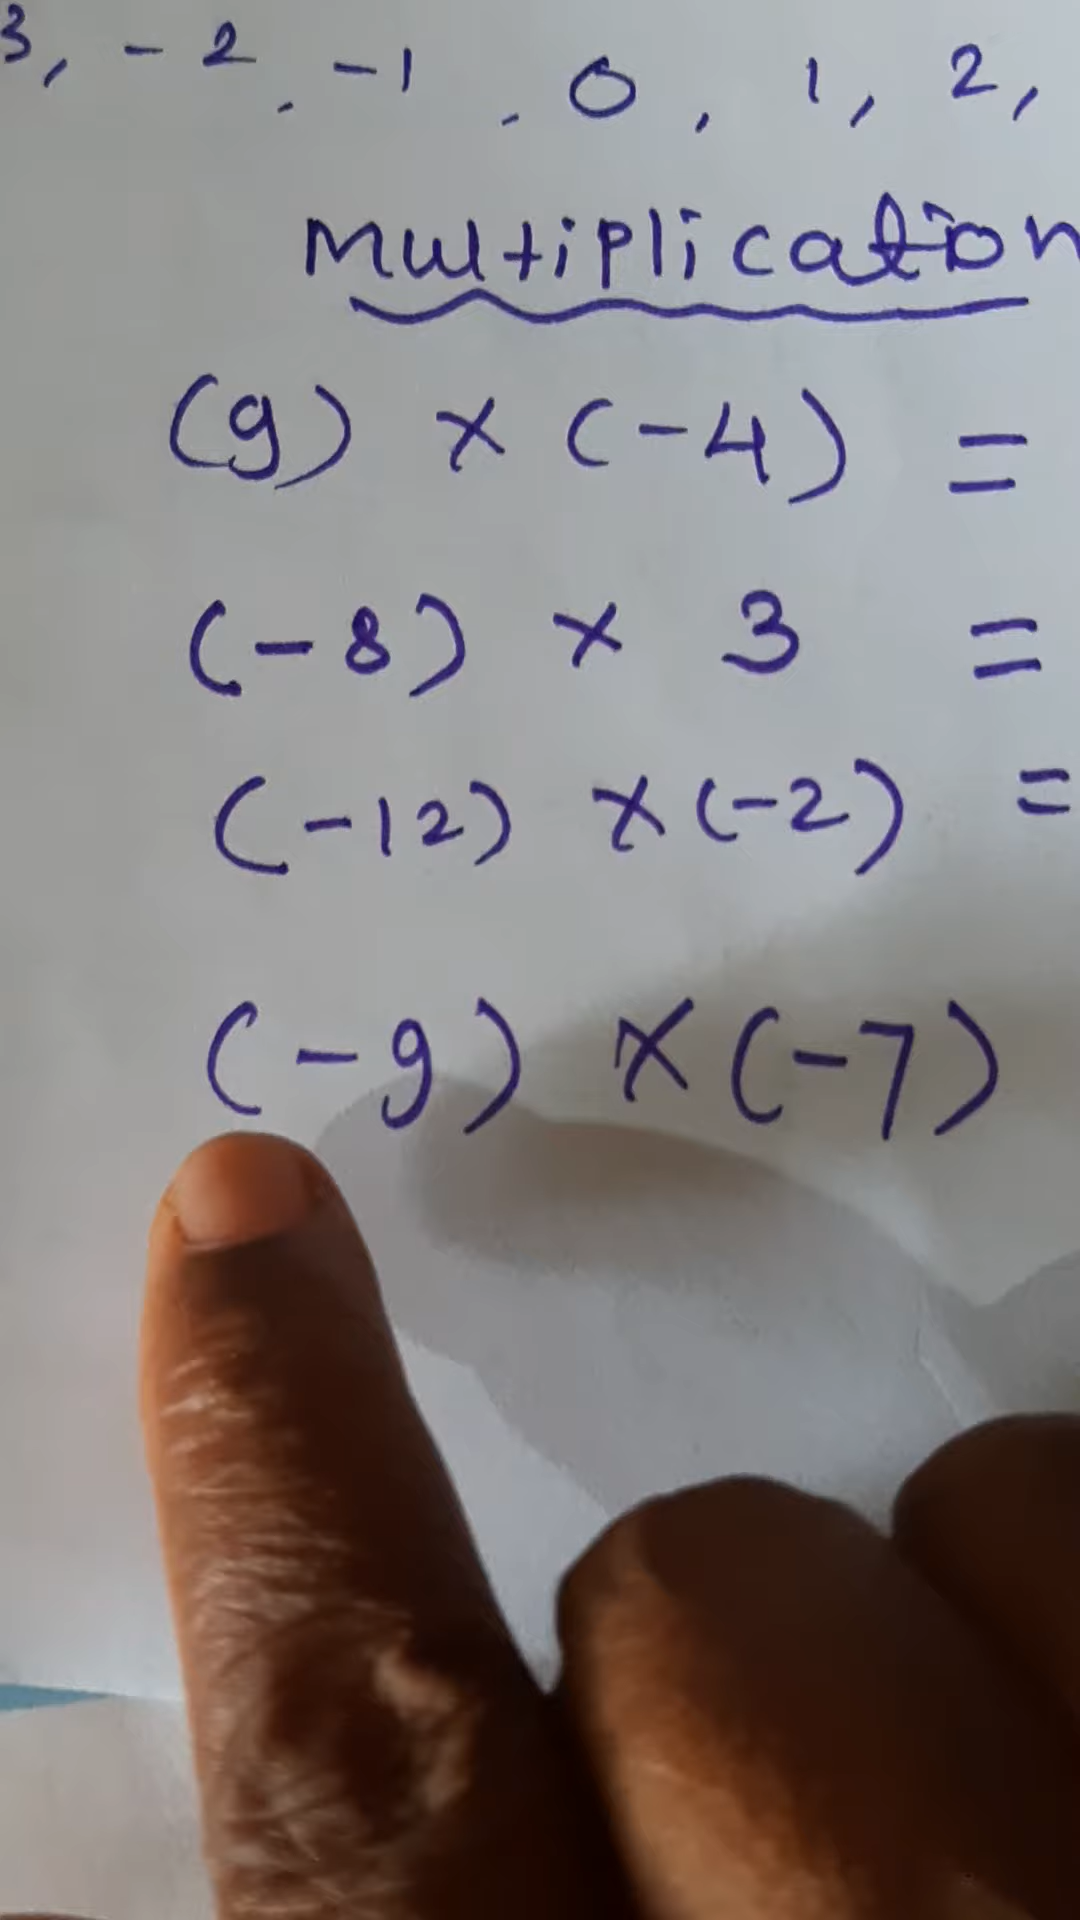 3, -2, -1, 0, 1, 2,
Multiplication
(9) × (-4) =
(-8) × 3 =
(-12) × (-2) =
(-9) × (-7)